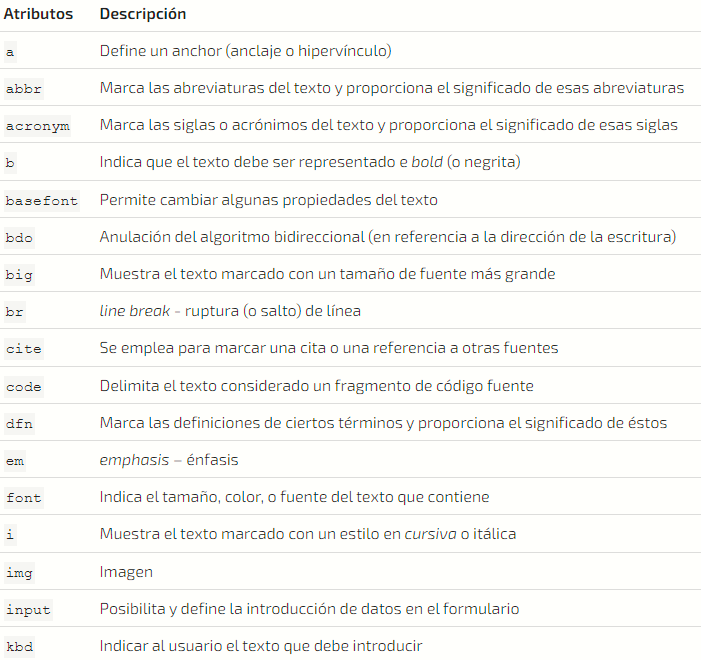 Atributos Descripción
a Define un anchor (anclaje o hipervínculo)
abbr Marca las abreviaturas del texto y proporciona el significado de esas abreviaturas
acronym Marca las siglas o acrónimos del texto y proporciona el significado de esas siglas
b Indica que el texto debe ser representado e bold (o negrita)
basefont Permite cambiar algunas propiedades del texto
bdo Anulación del algoritmo bidireccional (en referencia a la dirección de la escritura)
big Muestra el texto marcado con un tamaño de fuente más grande
br line break - ruptura (o salto) de línea
cite Se emplea para marcar una cita o una referencia a otras fuentes
code Delimita el texto considerado un fragmento de código fuente
dfn Marca las definiciones de ciertos términos y proporciona el significado de éstos
em emphasis – énfasis
font Indica el tamaño, color, o fuente del texto que contiene
i Muestra el texto marcado con un estilo en cursiva o itálica
img Imagen
input Posibilita y define la introducción de datos en el formulario
kbd Indicar al usuario el texto que debe introducir